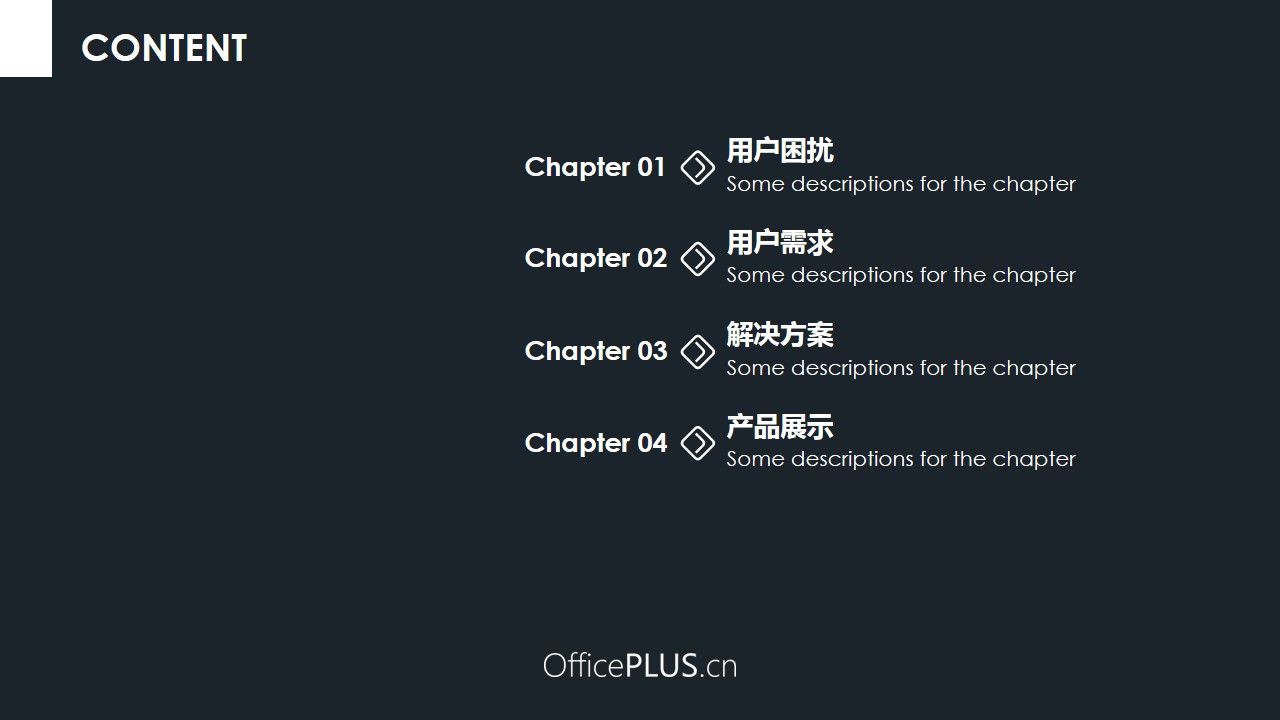 CONTENT
Chapter 01
用户困扰
Some descriptions for the chapter
Chapter 02
用户需求
Some descriptions for the chapter
Chapter 03
解决方案
Some descriptions for the chapter
Chapter 04
产品展示
Some descriptions for the chapter
OfficePLUS.cn